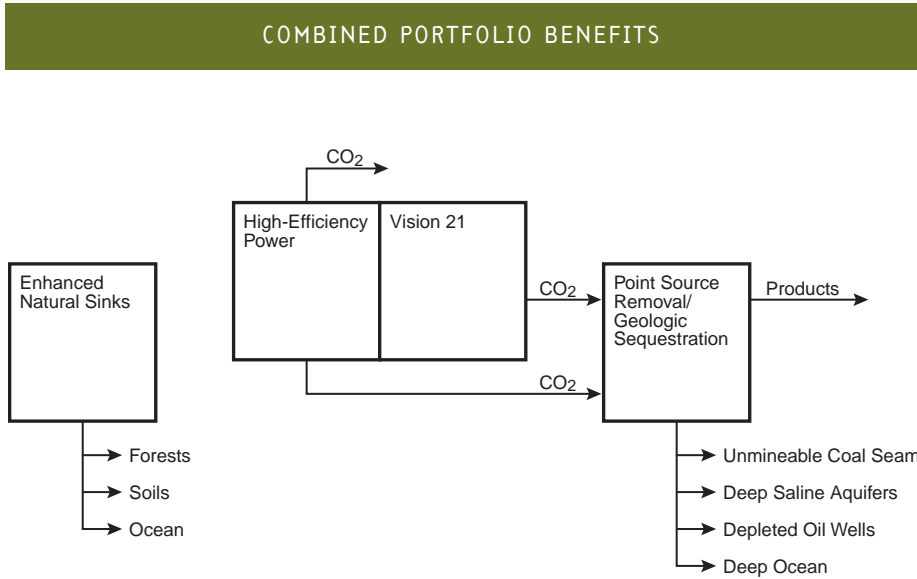 COMBINED PORTFOLIO BENEFITS
CO2
High-Efficiency
Power
Vision 21
Enhanced
Natural Sinks
CO2
Point Source
Removal/
Geologic
Sequestration
Products
CO2
Forests
Soils
Ocean
Unmineable Coal Seam
Deep Saline Aquifers
Depleted Oil Wells
Deep Ocean